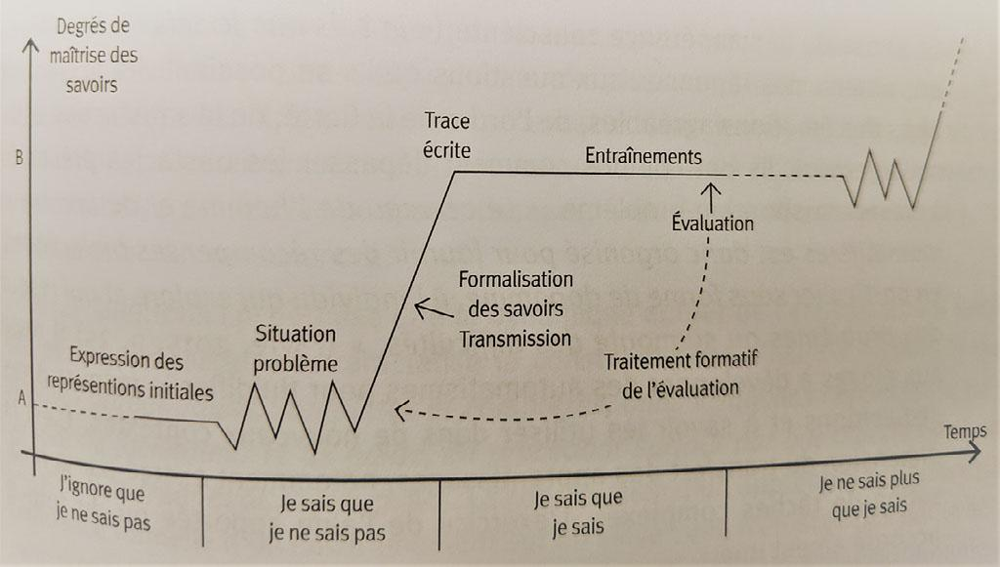 Degrés de
maîtrise des
savoirs
B
Trace
écrite
Entraînements
Évaluation
Formalisation
des savoirs
Transmission
Situation
problème
Expression des
représentions initiales
Traitement formatif
de l'évaluation
A
Temps
J'ignore que
je ne sais pas
Je sais que
je ne sais pas
Je sais que
je sais
Je ne sais plus
que je sais